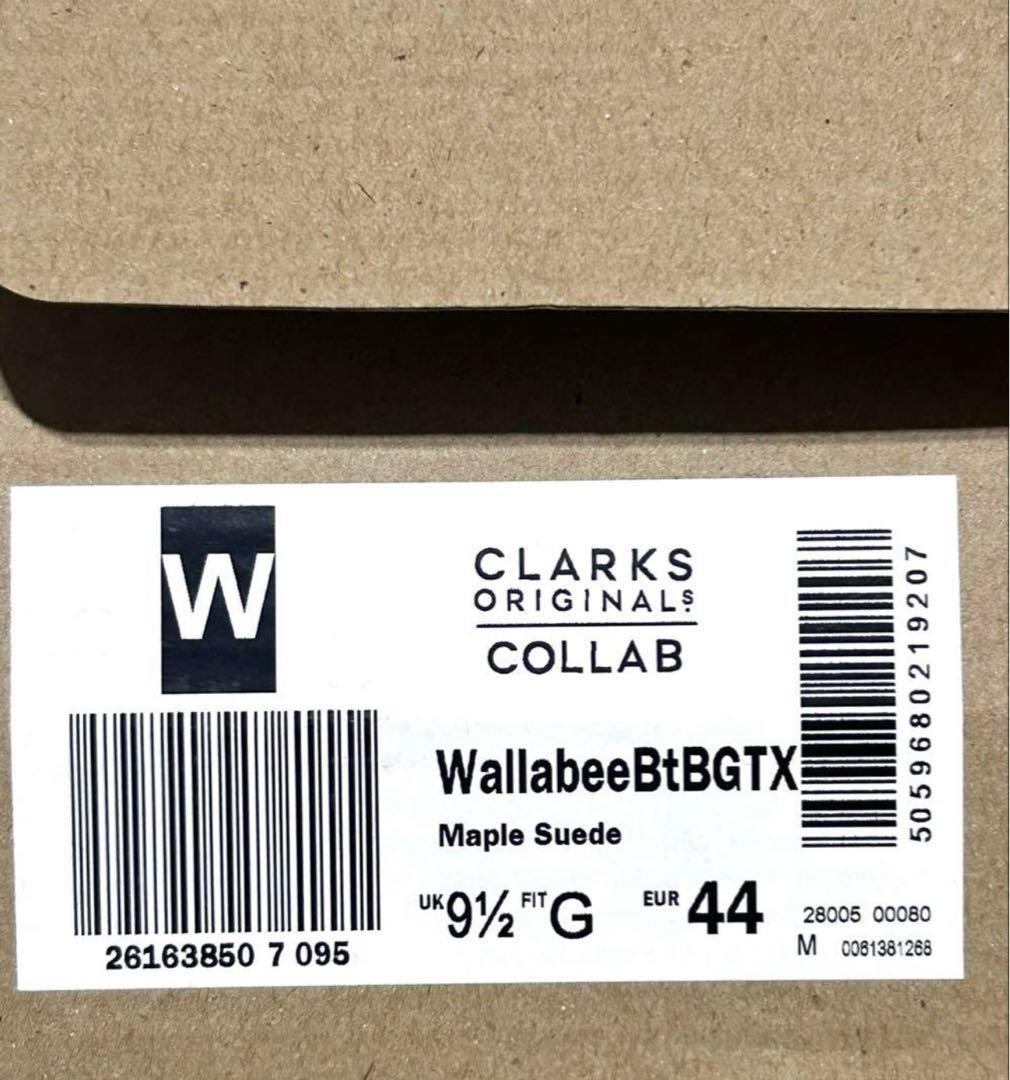 W
CLARKS
ORIGINALS
COLLAB
WallabeeBtBGTX
Maple Suede
UK 9½ FIT G EUR 44
26163850 7 095
5059680219207
28005 00080
M 0061381268